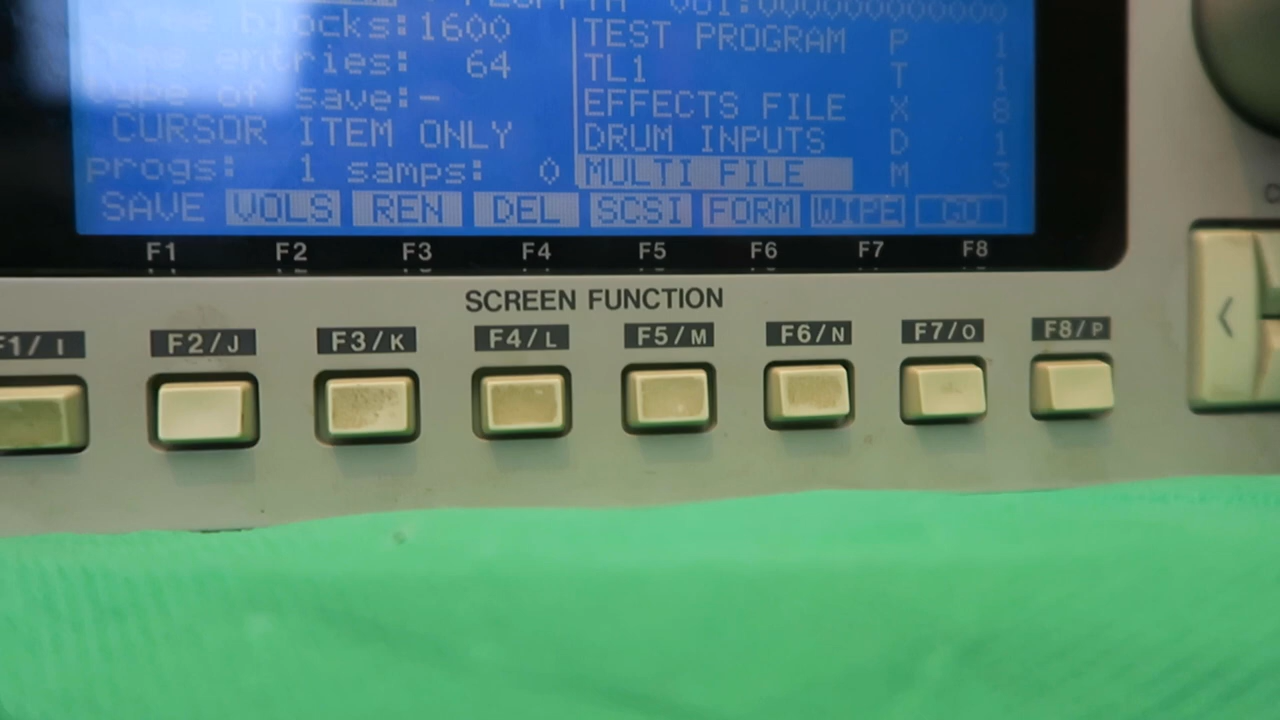 blocks:1600
entries: 64
of save:-
CURSOR ITEM ONLY
progs: 1 samps: 0
TEST PROGRAM P 1
TL1 T 1
EFFECTS FILE X 8
DRUM INPUTS D 1
MULTI FILE M 3
SAVE VOLS REN DEL SCSI FORM WIPE GO
F1 F2 F3 F4 F5 F6 F7 F8
SCREEN FUNCTION
F1/I F2/J F3/K F4/L F5/M F6/N F7/O F8/P
<